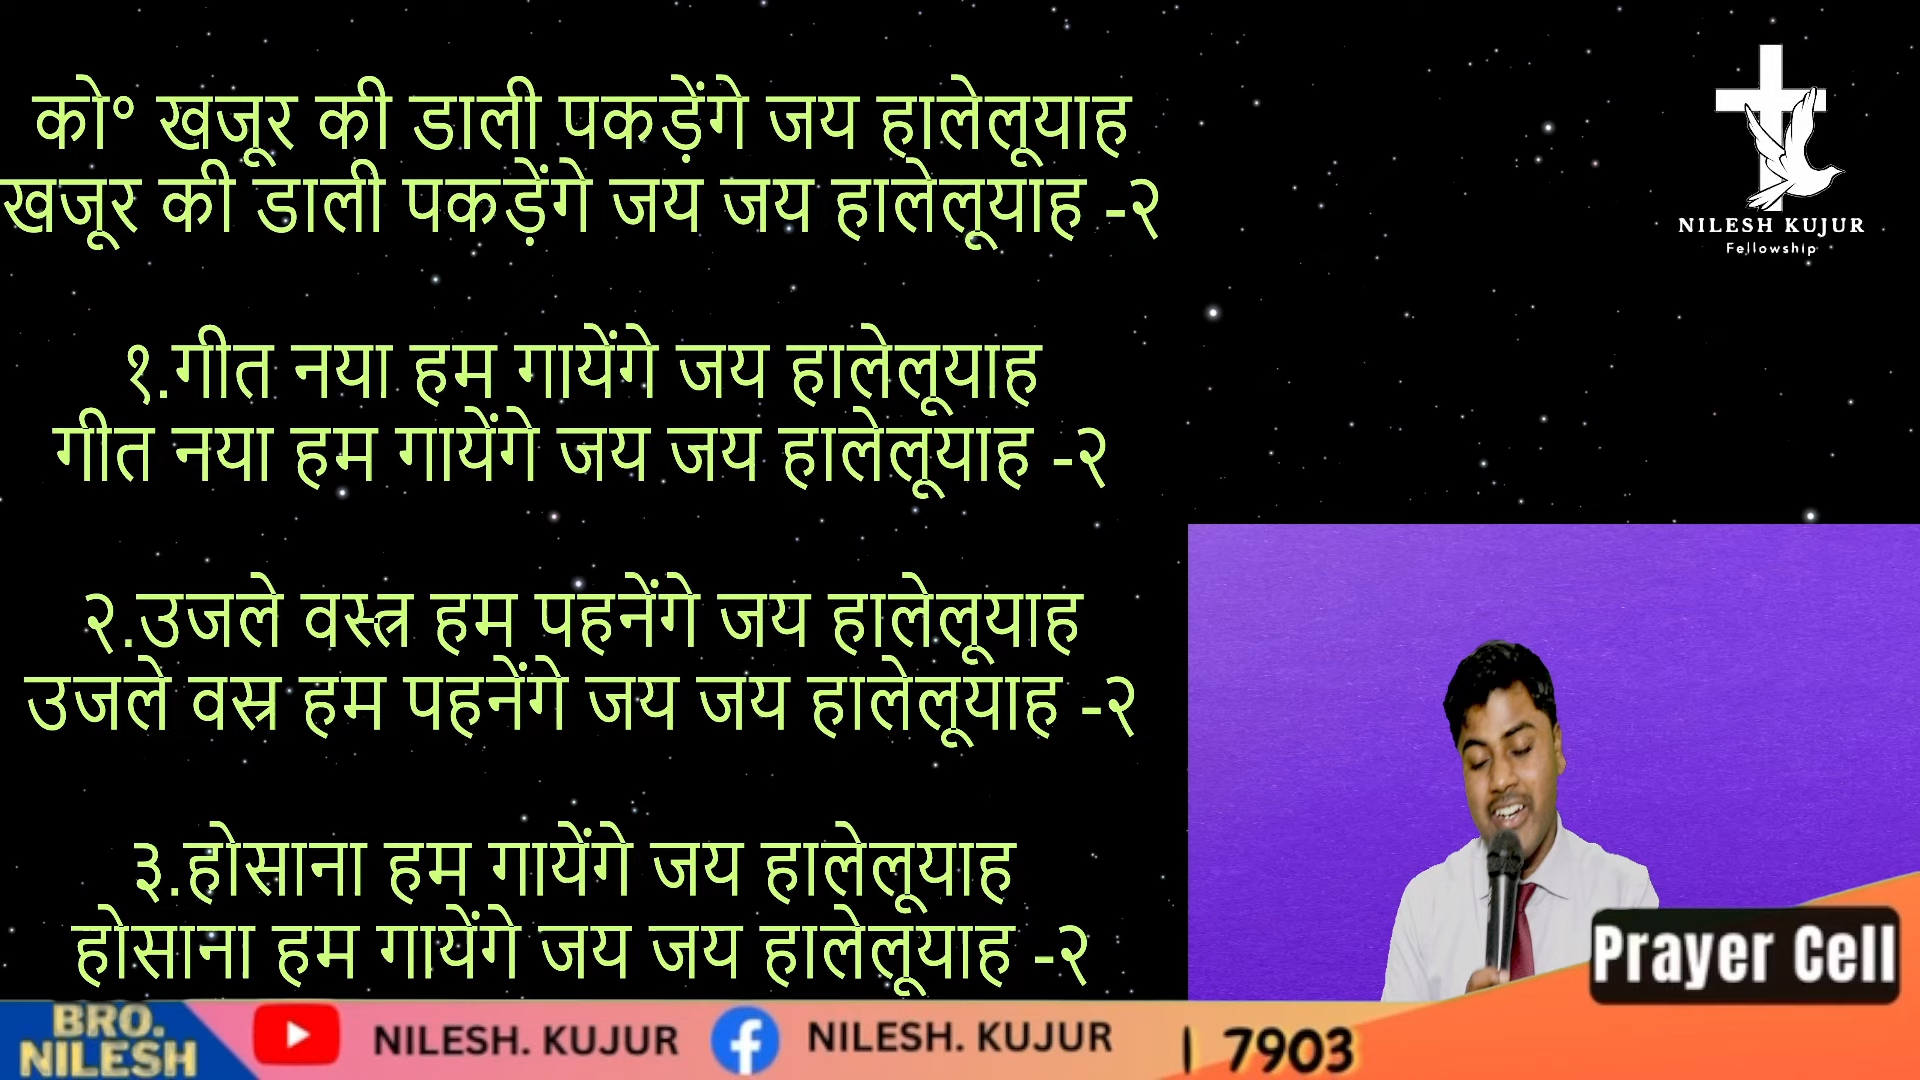 को° खजूर की डाली पकड़ेंगे जय हालेलूयाह
खजूर की डाली पकड़ेंगे जय जय हालेलूयाह -२
१.गीत नया हम गायेंगे जय हालेलूयाह
गीत नया हम गायेंगे जय जय हालेलूयाह -२
२.उजले वस्त्र हम पहनेंगे जय हालेलूयाह
उजले वस्र हम पहनेंगे जय जय हालेलूयाह -२
३.होसाना हम गायेंगे जय हालेलूयाह
होसाना हम गायेंगे जय जय हालेलूयाह -२
NILESH KUJUR
Fellowship
Prayer Cell
BRO.
NILESH
NILESH. KUJUR
NILESH. KUJUR
| 7903